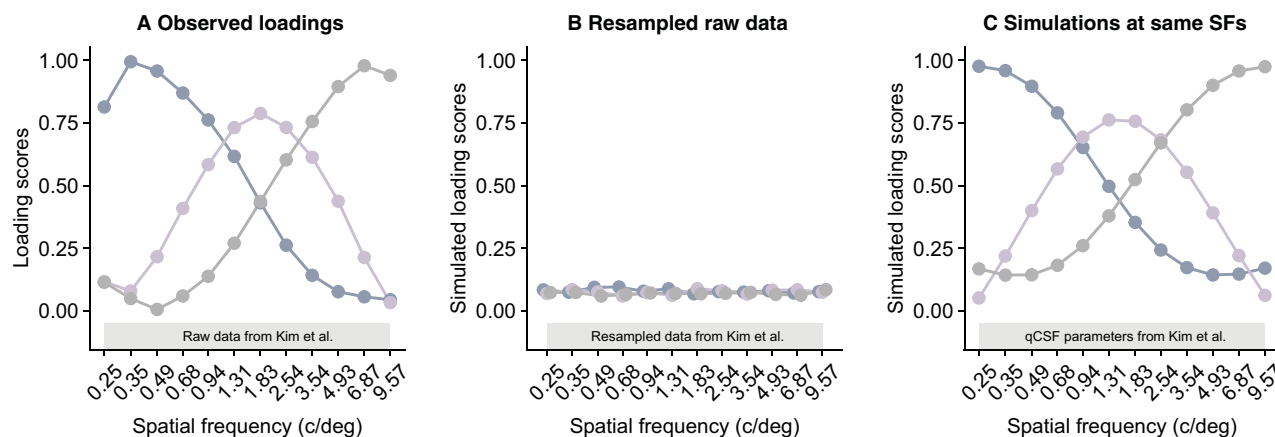 A Observed loadings
Loading scores
1.00
0.75
0.50
0.25
0.00
Raw data from Kim et al.
0.25 0.35 0.49 0.68 0.94 1.31 1.83 2.54 3.54 4.93 6.87 9.57
Spatial frequency (c/deg)
B Resampled raw data
Simulated loading scores
1.00
0.75
0.50
0.25
0.00
Resampled data from Kim et al.
0.25 0.35 0.49 0.68 0.94 1.31 1.83 2.54 3.54 4.93 6.87 9.57
Spatial frequency (c/deg)
C Simulations at same SFs
Simulated loading scores
1.00
0.75
0.50
0.25
0.00
qCSF parameters from Kim et al.
0.25 0.35 0.49 0.68 0.94 1.31 1.83 2.54 3.54 4.93 6.87 9.57
Spatial frequency (c/deg)